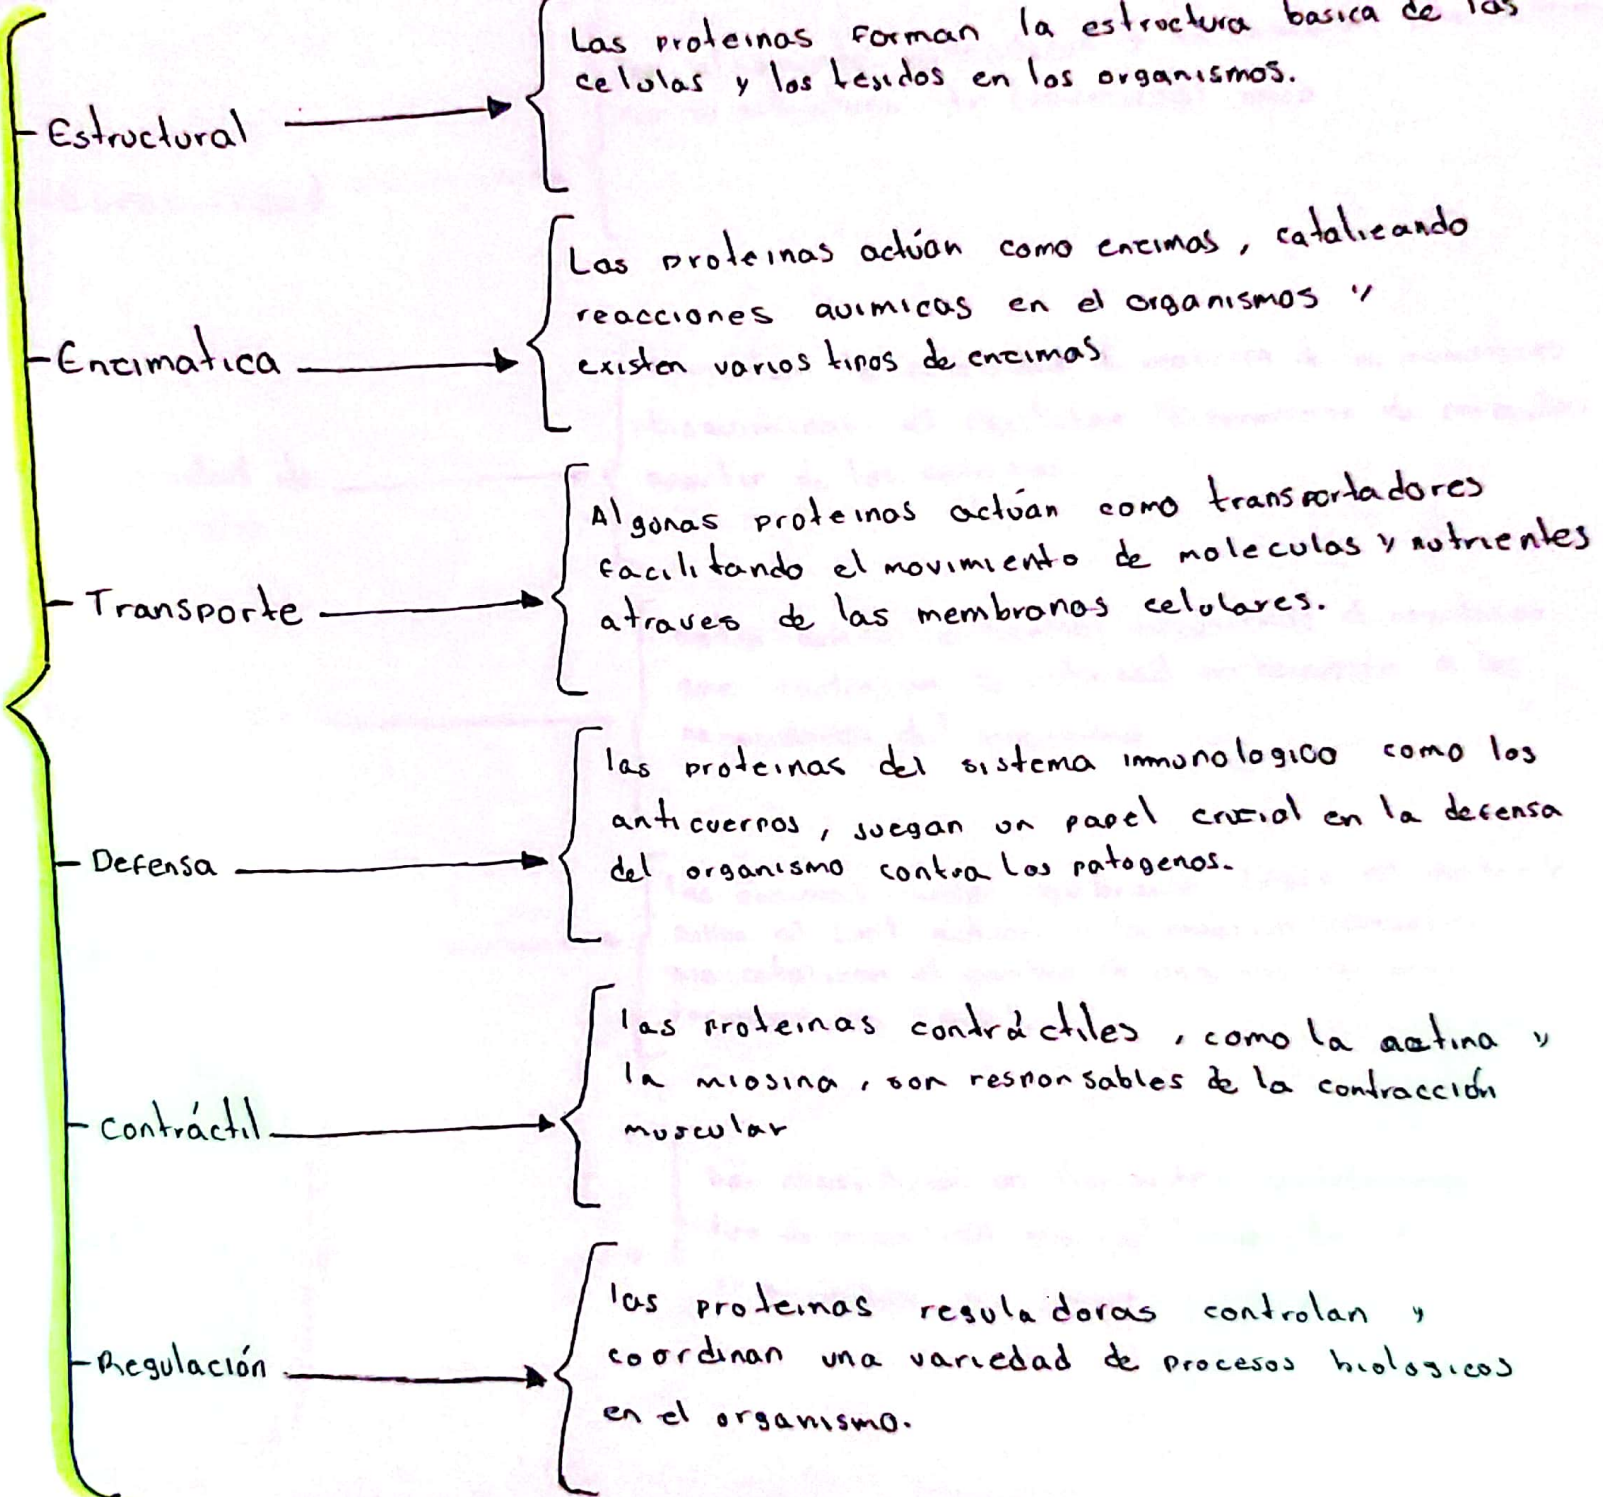 Las proteinas forman la estructura basica de las
celulas y los tesidos en los organismos.
Estructural
Las proteinas actúan como enzimas, catalizando
reacciones quimicas en el organismos y
existen varios tipos de enzimas
Enzimatica
Algunas proteinas actúan como transportadores
facilitando el movimiento de moleculas y nutrientes
atraves de las membranas celulares.
Transporte
las proteinas del sistema inmunologico como los
anticuerpos, juegan un papel crucial en la defensa
del organismo contra los patogenos.
Defensa
las proteinas contráctiles, como la actina y
la miosina, son responsables de la contracción
muscular
Contráctil
las proteinas reguladoras controlan y
coordinan una variedad de procesos biologicos
en el organismo.
Regulación